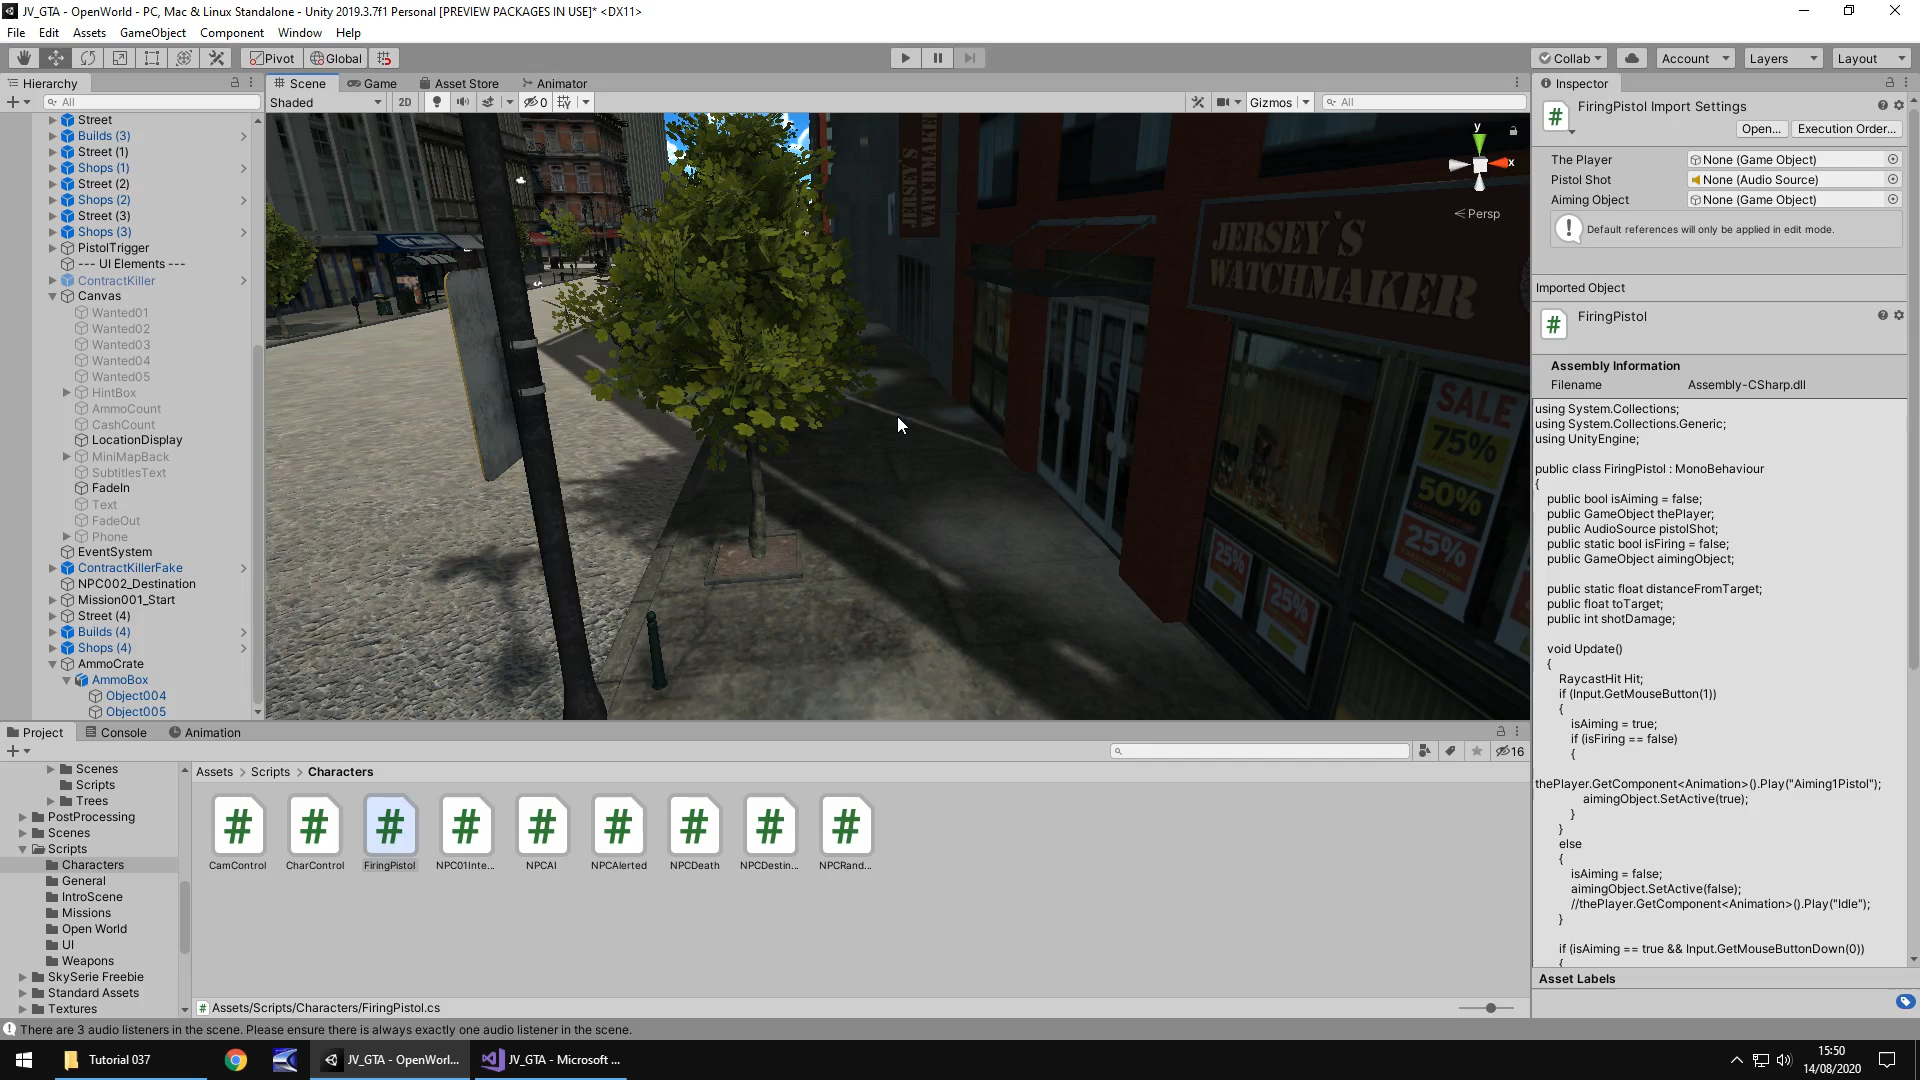 JV_GTA - OpenWorld - PC, Mac & Linux Standalone - Unity 2019.3.7f1 Personal [PREVIEW PACKAGES IN USE]* <DX11>
File Edit Assets GameObject Component Window Help
Pivot Global Collab Account Layers Layout
Hierarchy
All
Street
Builds (3)
Street (1)
Shops (1)
Street (2)
Shops (2)
Street (3)
Shops (3)
PistolTrigger
--- UI Elements ---
ContractKiller
Canvas
Wanted01
Wanted02
Wanted03
Wanted04
Wanted05
HintBox
AmmoCount
CashCount
LocationDisplay
MiniMapBack
SubtitlesText
FadeIn
Text
FadeOut
Phone
EventSystem
ContractKillerFake
NPC002_Destination
Mission001_Start
Street (4)
Builds (4)
Shops (4)
AmmoCrate
AmmoBox
Object004
Object005
Scene Game Asset Store Animator
Shaded 2D 0 Gizmos All
y
x
Persp
JERSEY'S
WATCHMAKER
JERSEY'S
WATCHMAKER
SALE
75%
50%
25%
25%
25%
Inspector
FiringPistol Import Settings
Open... Execution Order...
The Player None (Game Object)
Pistol Shot None (Audio Source)
Aiming Object None (Game Object)
Default references will only be applied in edit mode.
Imported Object
FiringPistol
Assembly Information
Filename Assembly-CSharp.dll
using System.Collections;
using System.Collections.Generic;
using UnityEngine;
public class FiringPistol : MonoBehaviour
{
public bool isAiming = false;
public GameObject thePlayer;
public AudioSource pistolShot;
public static bool isFiring = false;
public GameObject aimingObject;
public static float distanceFromTarget;
public float toTarget;
public int shotDamage;
void Update()
{
RaycastHit Hit;
if (Input.GetMouseButton(1))
{
isAiming = true;
if (isFiring == false)
{
thePlayer.GetComponent<Animation>().Play("Aiming1Pistol");
aimingObject.SetActive(true);
}
}
else
{
isAiming = false;
aimingObject.SetActive(false);
//thePlayer.GetComponent<Animation>().Play("Idle");
}
if (isAiming == true && Input.GetMouseButtonDown(0))
{
Asset Labels
Project Console Animation
16
Scenes
Scripts
Trees
PostProcessing
Scenes
Scripts
Characters
General
IntroScene
Missions
Open World
UI
Weapons
SkySerie Freebie
Standard Assets
Textures
Assets > Scripts > Characters
# # # # # # # # #
CamControl CharControl FiringPistol NPC01Inte... NPCAI NPCAlerted NPCDeath NPCDestin... NPCRand...
Assets/Scripts/Characters/FiringPistol.cs
There are 3 audio listeners in the scene. Please ensure there is always exactly one audio listener in the scene.
Tutorial 037 JV_GTA - OpenWorl... JV_GTA - Microsoft ...
15:50
14/08/2020